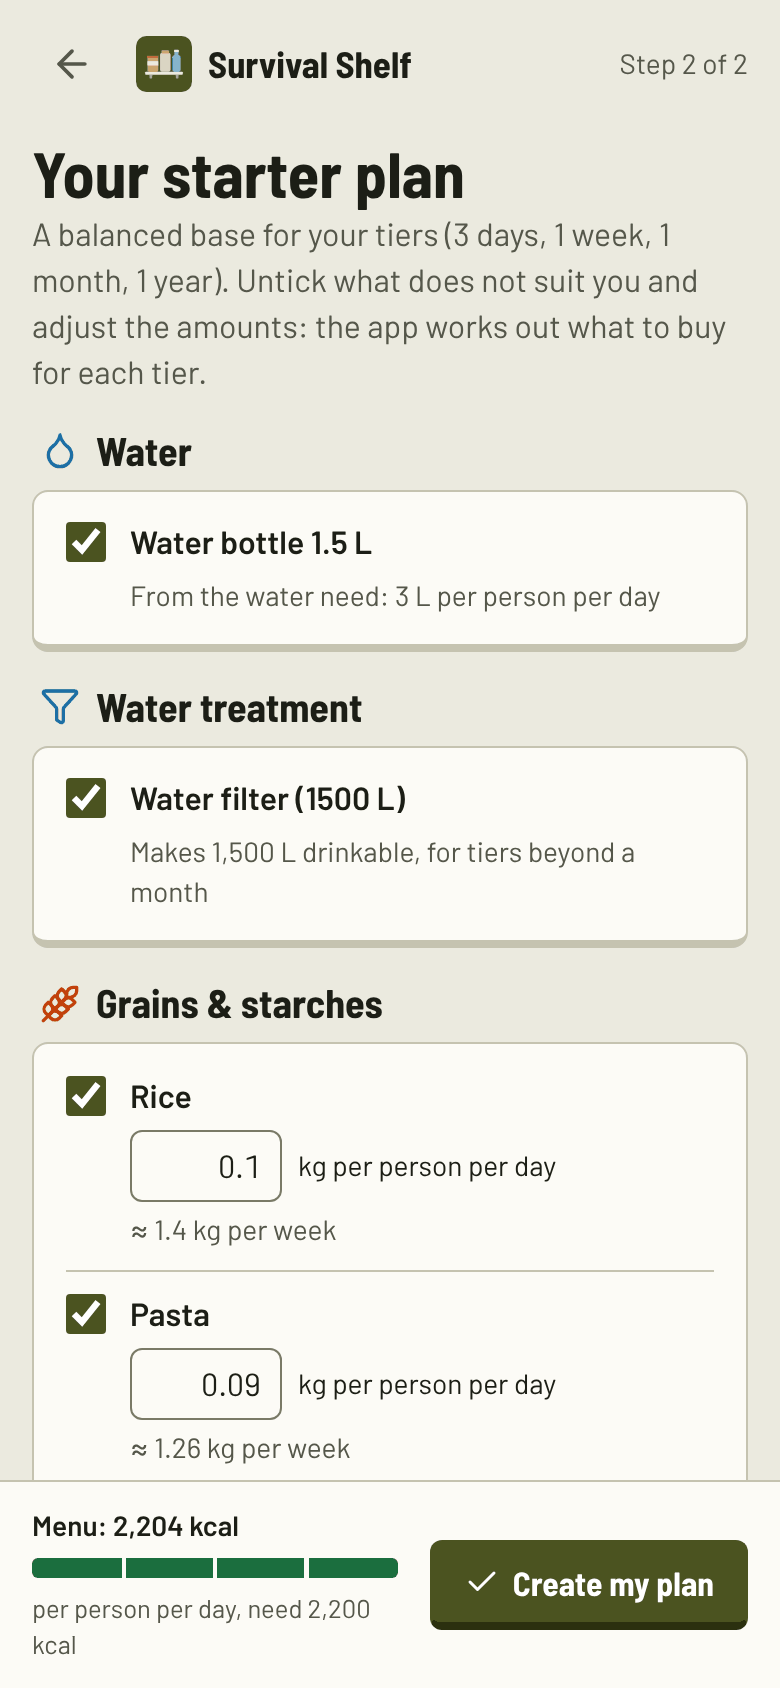 Survival Shelf
Step 2 of 2
Your starter plan
A balanced base for your tiers (3 days, 1 week, 1
month, 1 year). Untick what does not suit you and
adjust the amounts: the app works out what to buy
for each tier.
Water
Water bottle 1.5 L
From the water need: 3 L per person per day
Water treatment
Water filter (1500 L)
Makes 1,500 L drinkable, for tiers beyond a
month
Grains & starches
Rice
0.1 kg per person per day
≈ 1.4 kg per week
Pasta
0.09 kg per person per day
≈ 1.26 kg per week
Menu: 2,204 kcal
per person per day, need 2,200
kcal
Create my plan